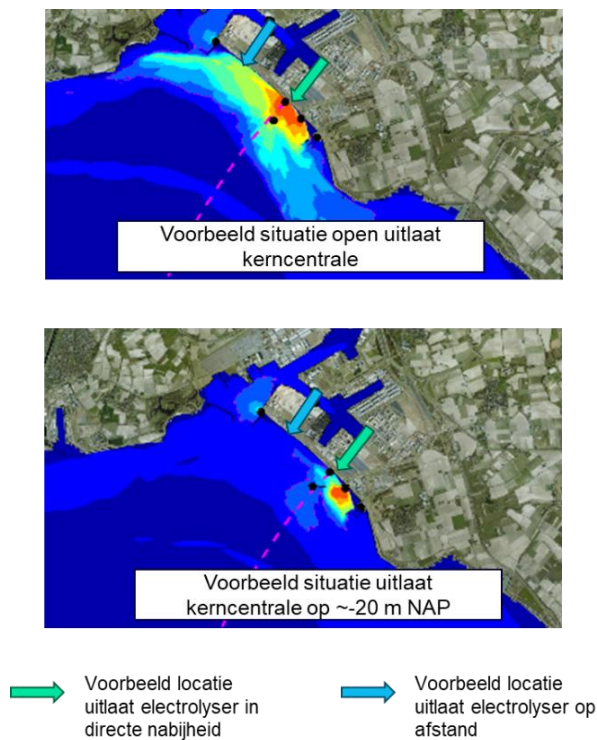 Voorbeeld situatie open uitlaat
kerncentrale
Voorbeeld situatie uitlaat
kerncentrale op ~-20 m NAP
Voorbeeld locatie
uitlaat electrolyser in
directe nabijheid
Voorbeeld locatie
uitlaat electrolyser op
afstand